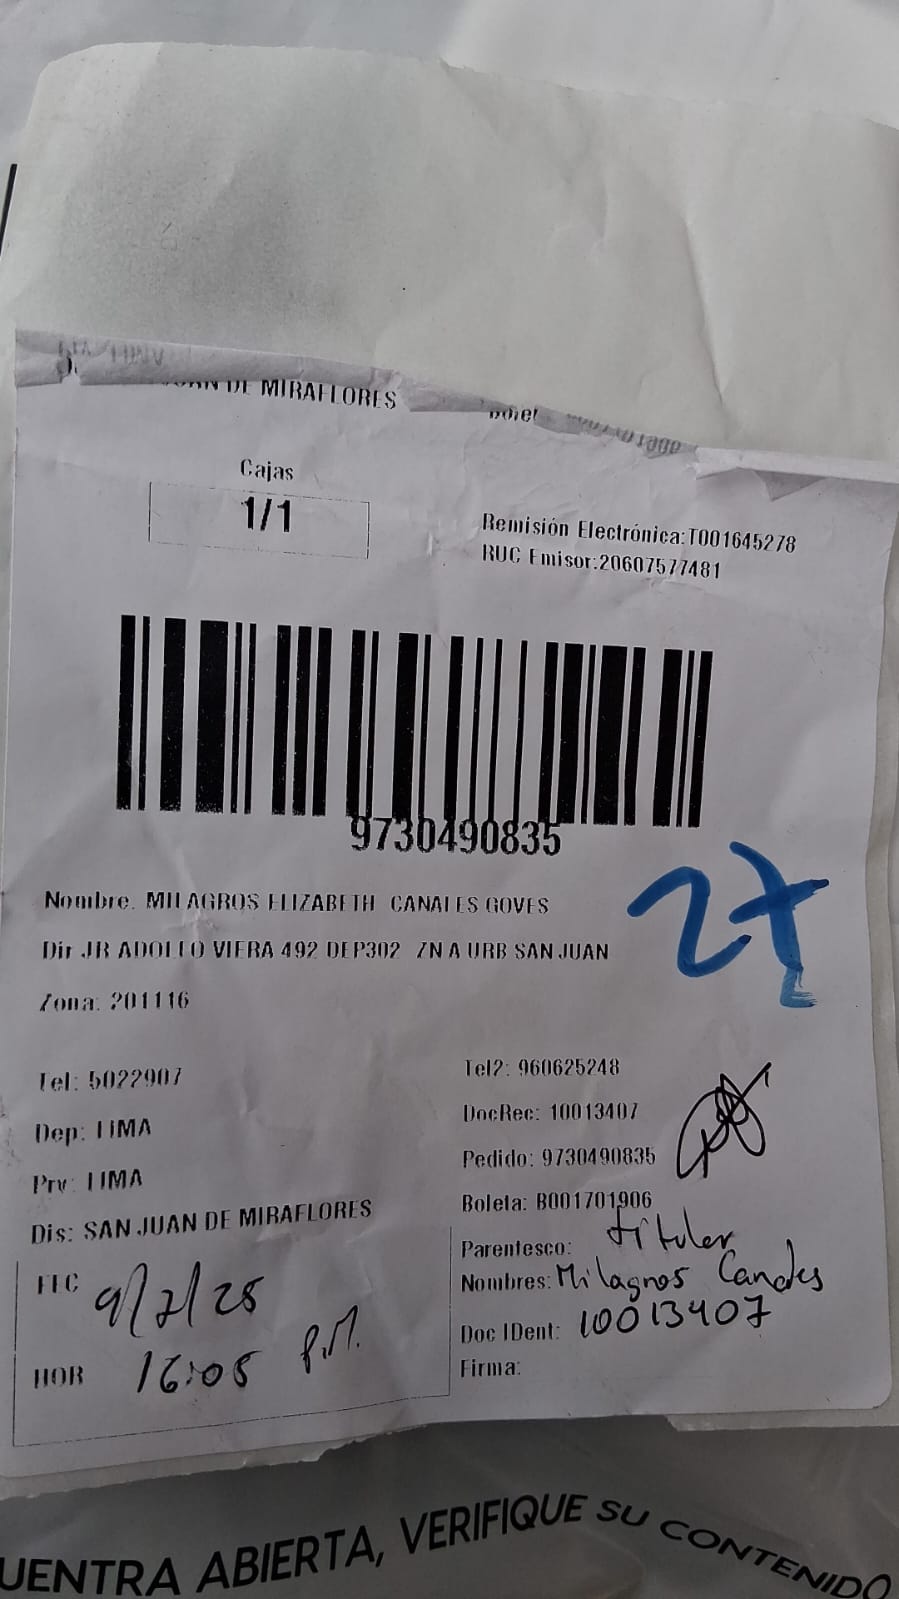 JUAN DE MIRAFLORES
Cajas
1/1
Remisión Electrónica:T001645278
RUC Emisor:20607577481
9730490835
27
Nombre. MILAGROS ELIZABETH CANALES GOVES
Dir JR ADOLFO VIERA 492 DEP302 ZN A URB SAN JUAN
Zona: 201116
Tel: 5022907
Tel2: 960625248
Dep: LIMA
DocRec: 10013407
Prv: LIMA
Pedido: 9730490835
Dis: SAN JUAN DE MIRAFLORES
Boleta: B001701906
Parentesco: titular
FEC 9/7/25
Nombres: Milagros Canales
HOR 16:05 P.M.
Doc IDent: 10013407
Firma:
UENTRA ABIERTA, VERIFIQUE SU CONTENIDO